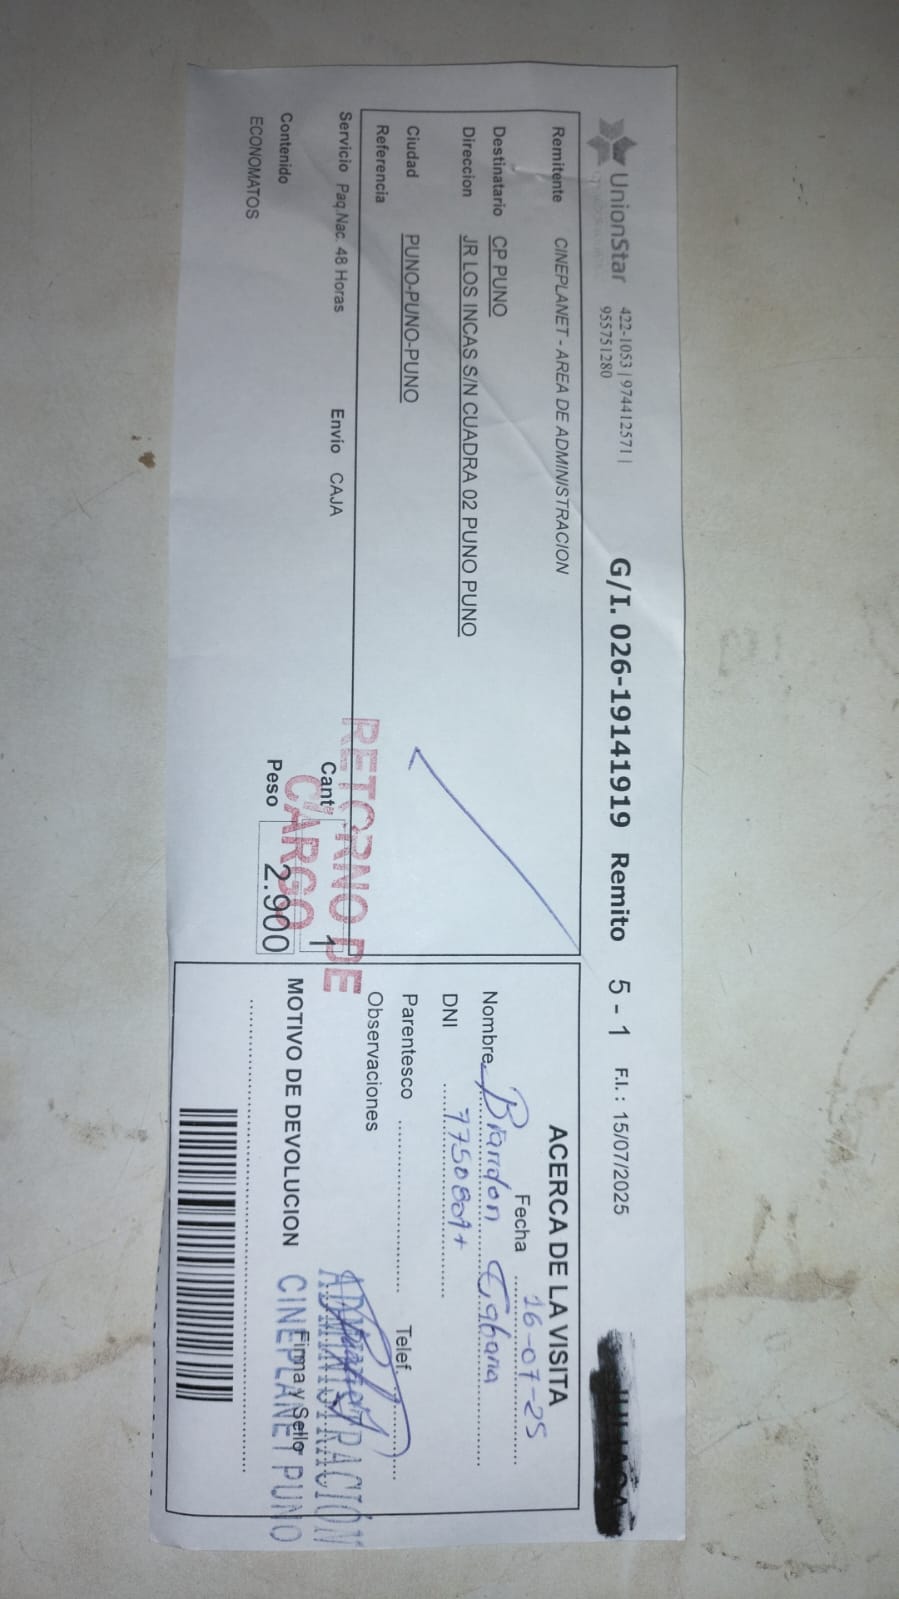 UnionStar
422-1053 | 974412571 |
955751280
G/I. 026-19141919 Remito 5 - 1 F.I.: 15/07/2025
Remitente CINEPLANET - AREA DE ADMINISTRACION
Destinatario CP PUNO
Direccion JR LOS INCAS S/N CUADRA 02 PUNO PUNO
Ciudad PUNO-PUNO-PUNO
Referencia
Servicio Paq.Nac. 48 Horas Envio CAJA
Contenido
ECONOMATOS
RETORNO DE
CARGO
Cant 1
Peso 2.900
ACERCA DE LA VISITA
Fecha 16-07-25
Nombre Brandon
DNI
Parentesco Telef
Observaciones
MOTIVO DE DEVOLUCION
Firma Y Sello
ADMINISTRACIÓN
CINEPLANET PUNO